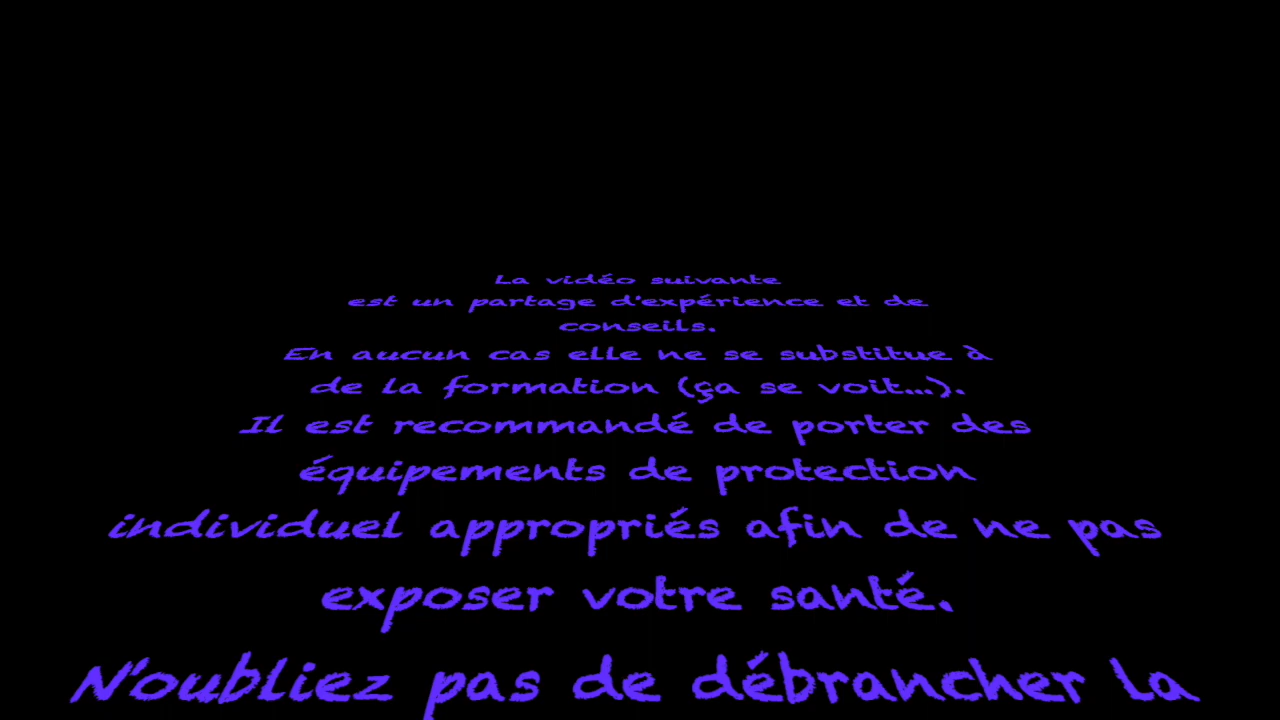 La vidéo suivante
est un partage d'expérience et de
conseils.
En aucun cas elle ne se substitue à
de la formation (ça se voit...).
Il est recommandé de porter des
équipements de protection
individuel appropriés afin de ne pas
exposer votre santé.
N'oubliez pas de débrancher la